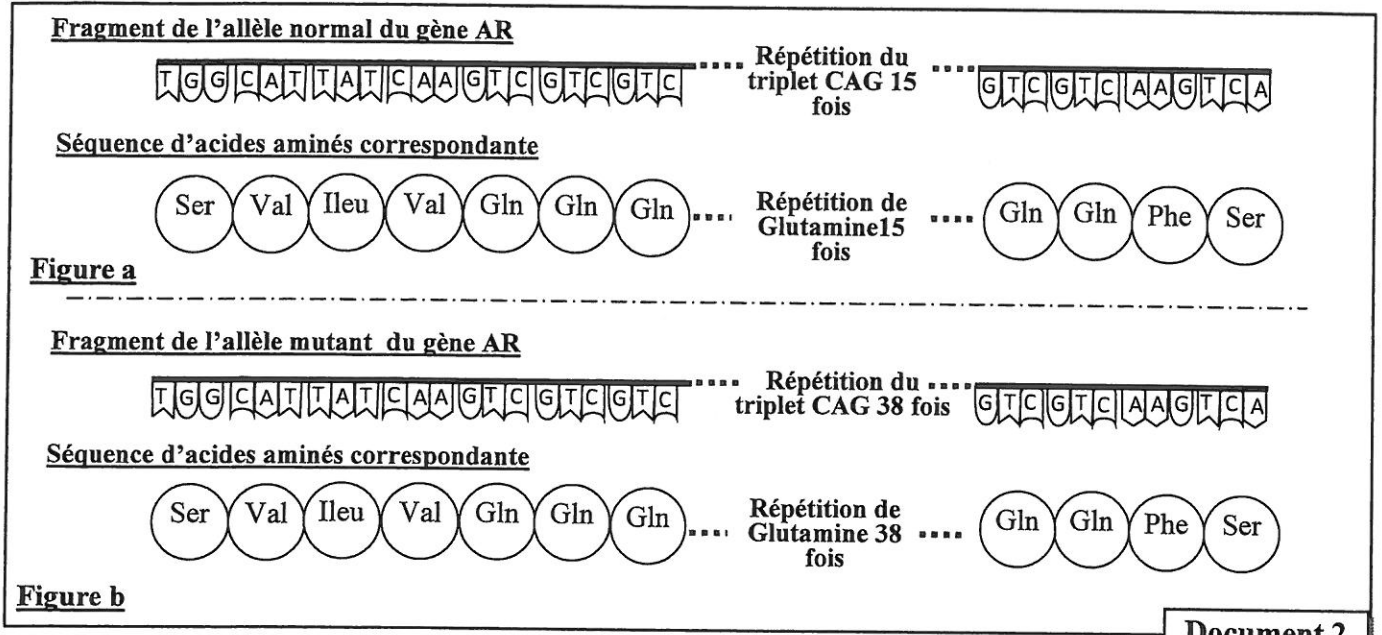 Fragment de l'allèle normal du gène AR
TGGCATTATCAAGTCGTCGTC .... Répétition du triplet CAG 15 fois .... GTCGTCAAGTCA
Séquence d'acides aminés correspondante
Ser Val Ileu Val Gln Gln Gln .... Répétition de Glutamine15 fois .... Gln Gln Phe Ser
Figure a
Fragment de l'allèle mutant du gène AR
TGGCATTATCAAGTCGTCGTC .... Répétition du triplet CAG 38 fois .... GTCGTCAAGTCA
Séquence d'acides aminés correspondante
Ser Val Ileu Val Gln Gln Gln .... Répétition de Glutamine 38 fois .... Gln Gln Phe Ser
Figure b
Document 2